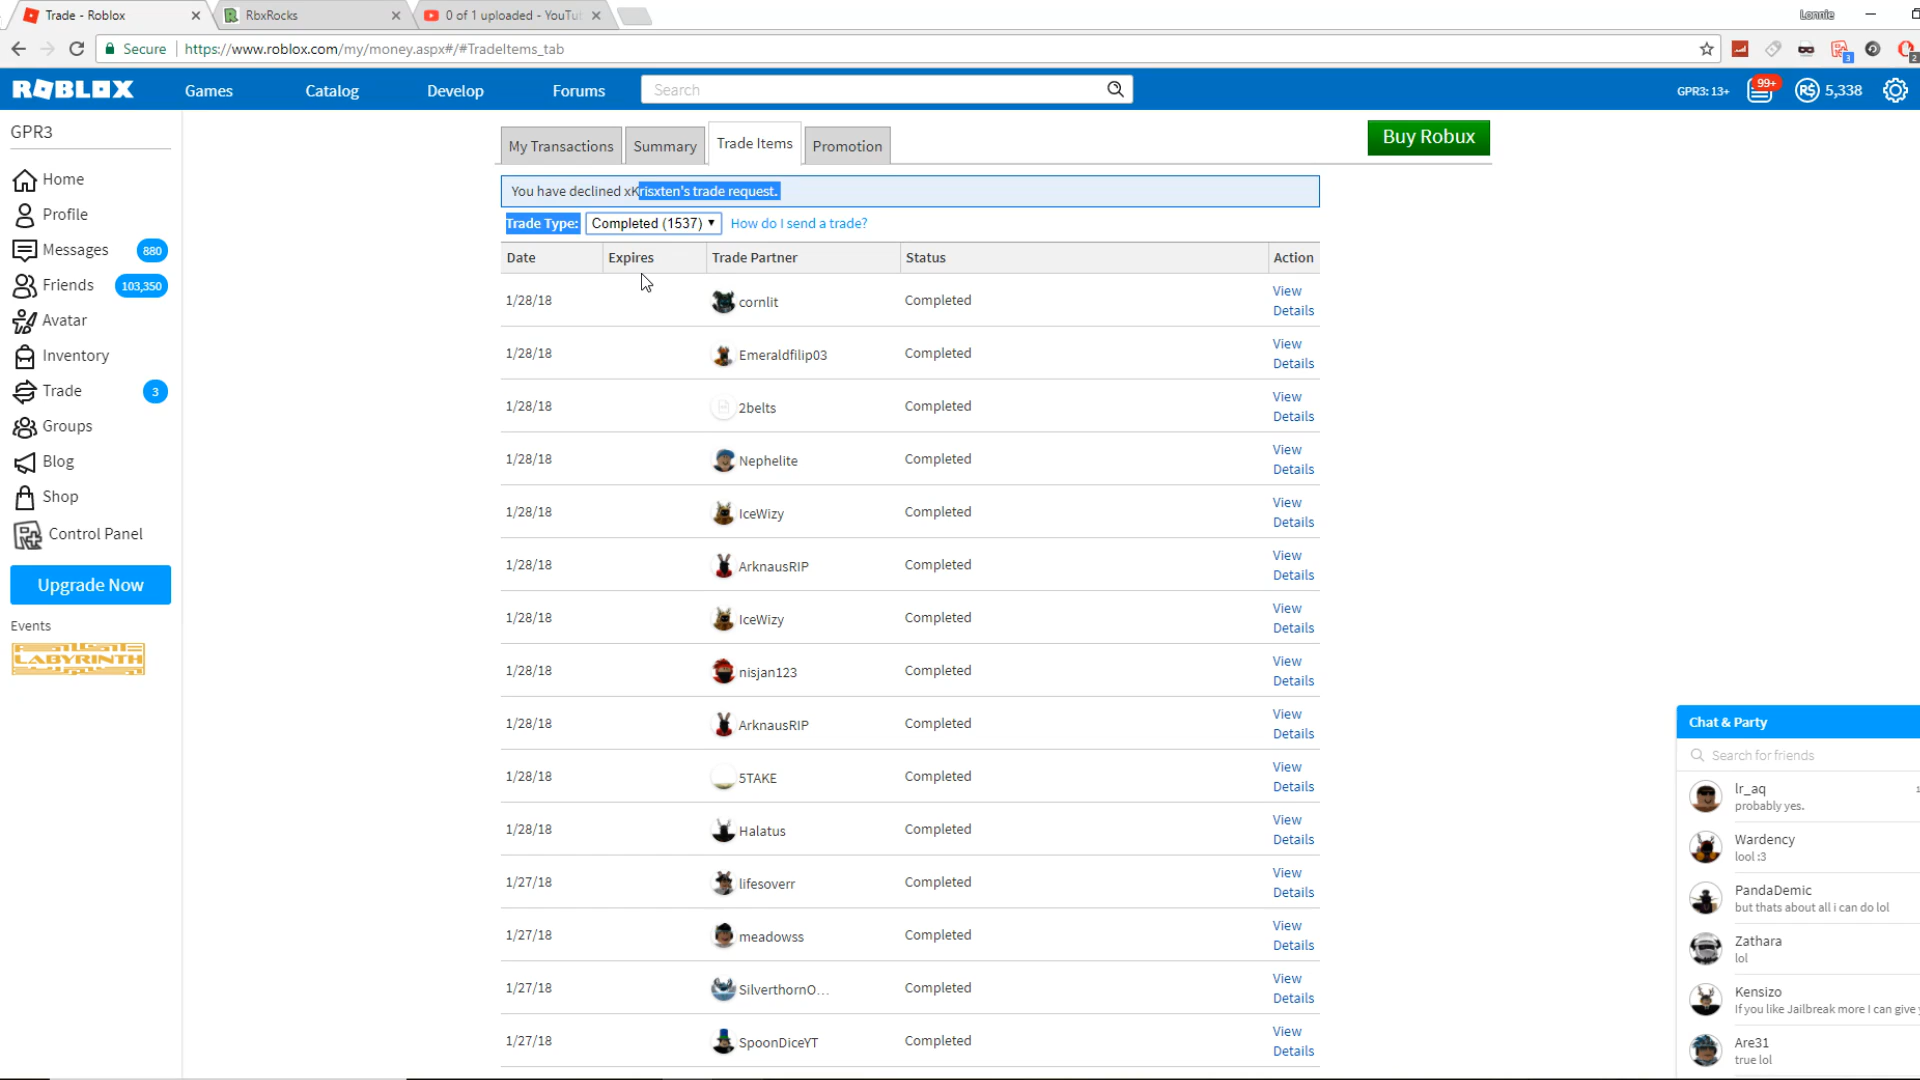 Trade - Roblox
RbxRocks
0 of 1 uploaded - YouTu
Lonnie
Secure https://www.roblox.com/my/money.aspx#/#TradeItems_tab
3
2
ROBLOX Games Catalog Develop Forums Search GPR3: 13+ 99+ R$ 5,338
GPR3
Home
Profile
Messages 880
Friends 103,350
Avatar
Inventory
Trade 3
Groups
Blog
Shop
Control Panel
Upgrade Now
Events
LABYRINTH
My Transactions Summary Trade Items Promotion Buy Robux
You have declined xKrisxten's trade request.
Trade Type: Completed (1537) How do I send a trade?
Date Expires Trade Partner Status Action
1/28/18 cornlit Completed View Details
1/28/18 Emeraldfilip03 Completed View Details
1/28/18 2belts Completed View Details
1/28/18 Nephelite Completed View Details
1/28/18 IceWizy Completed View Details
1/28/18 ArknausRIP Completed View Details
1/28/18 IceWizy Completed View Details
1/28/18 nisjan123 Completed View Details
1/28/18 ArknausRIP Completed View Details
1/28/18 5TAKE Completed View Details
1/28/18 Halatus Completed View Details
1/27/18 lifesoverr Completed View Details
1/27/18 meadowss Completed View Details
1/27/18 SilverthornO... Completed View Details
1/27/18 SpoonDiceYT Completed View Details
Chat & Party
Search for friends
lr_aq
probably yes.
Wardency
lool :3
PandaDemic
but thats about all i can do lol
Zathara
lol
Kensizo
If you like Jailbreak more I can give
Are31
true lol